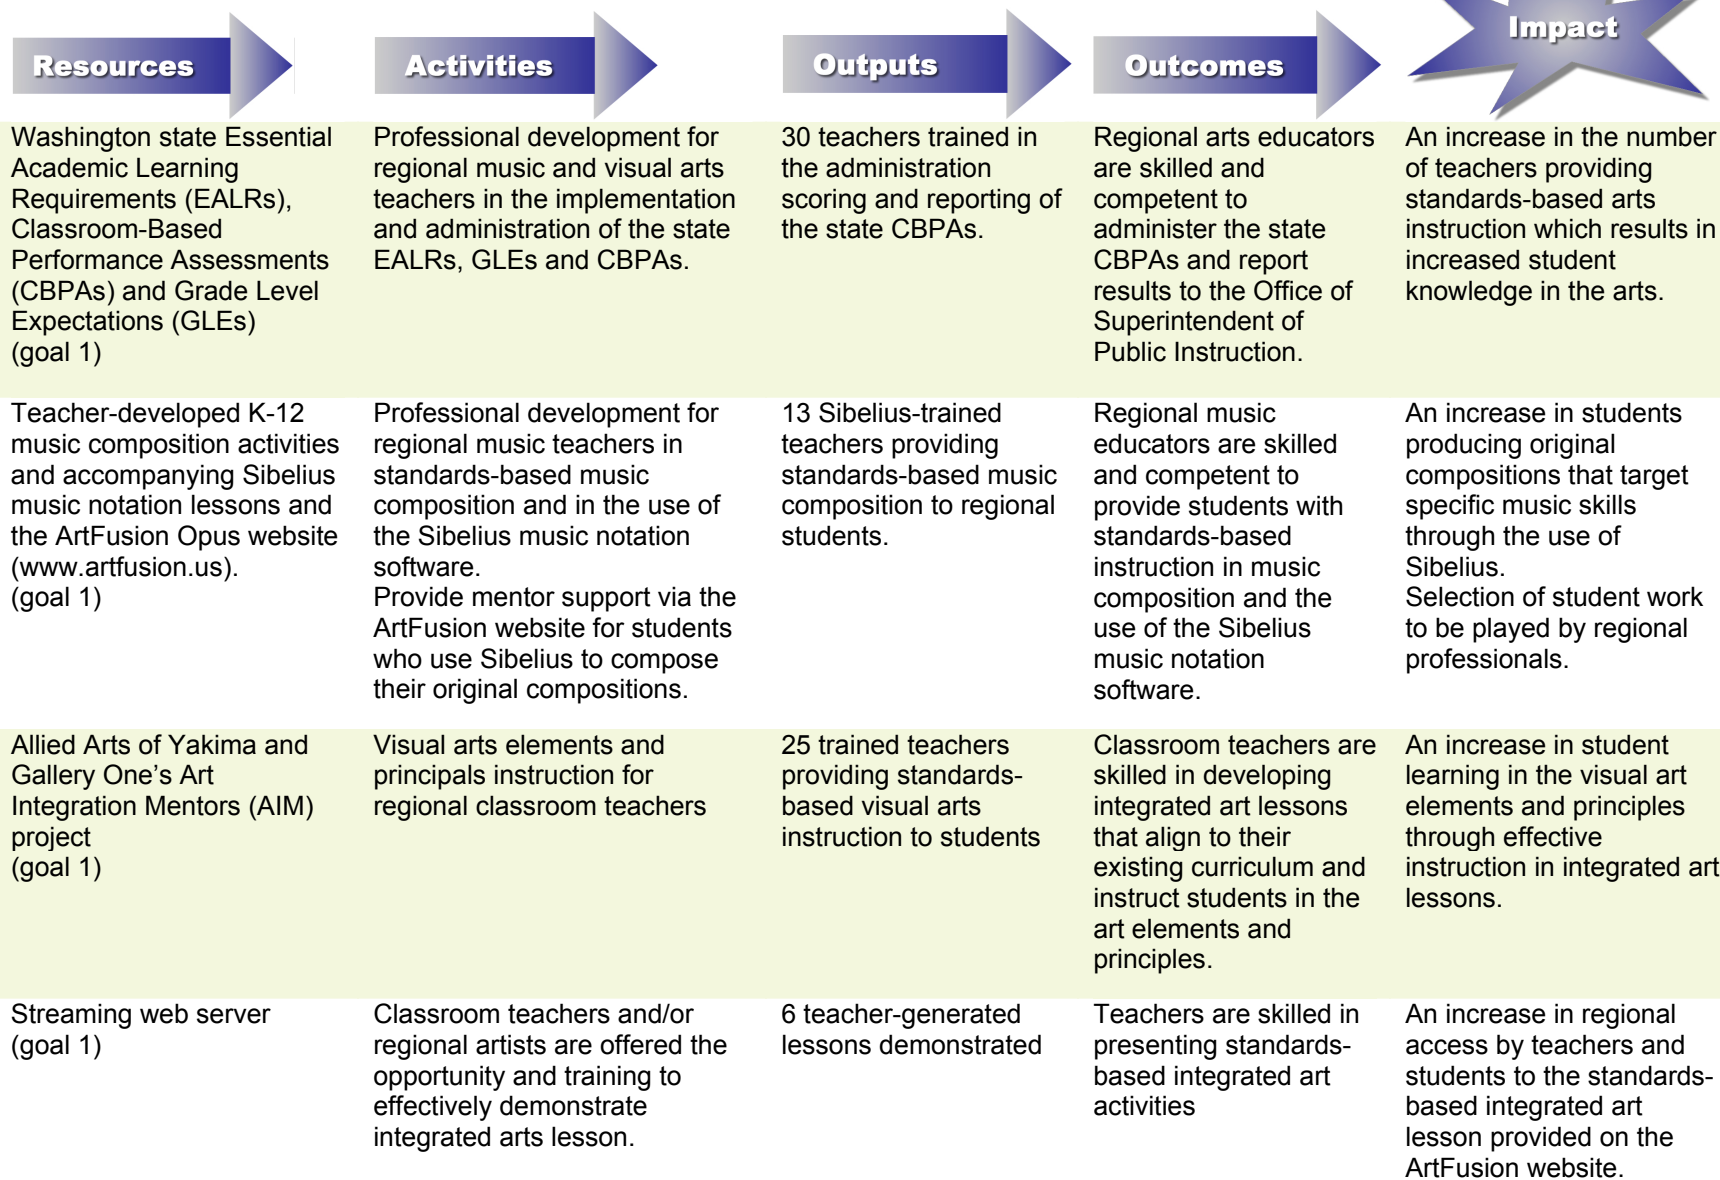 Resources
Activities
Outputs
Outcomes
Impact
Washington state Essential
Academic Learning
Requirements (EALRs),
Classroom-Based
Performance Assessments
(CBPAs) and Grade Level
Expectations (GLEs)
(goal 1)
Professional development for
regional music and visual arts
teachers in the implementation
and administration of the state
EALRs, GLEs and CBPAs.
30 teachers trained in
the administration
scoring and reporting of
the state CBPAs.
Regional arts educators
are skilled and
competent to
administer the state
CBPAs and report
results to the Office of
Superintendent of
Public Instruction.
An increase in the number
of teachers providing
standards-based arts
instruction which results in
increased student
knowledge in the arts.
Teacher-developed K-12
music composition activities
and accompanying Sibelius
music notation lessons and
the ArtFusion Opus website
(www.artfusion.us).
(goal 1)
Professional development for
regional music teachers in
standards-based music
composition and in the use of
the Sibelius music notation
software.
Provide mentor support via the
ArtFusion website for students
who use Sibelius to compose
their original compositions.
13 Sibelius-trained
teachers providing
standards-based music
composition to regional
students.
Regional music
educators are skilled
and competent to
provide students with
standards-based
instruction in music
composition and the
use of the Sibelius
music notation
software.
An increase in students
producing original
compositions that target
specific music skills
through the use of
Sibelius.
Selection of student work
to be played by regional
professionals.
Allied Arts of Yakima and
Gallery One’s Art
Integration Mentors (AIM)
project
(goal 1)
Visual arts elements and
principals instruction for
regional classroom teachers
25 trained teachers
providing standards-
based visual arts
instruction to students
Classroom teachers are
skilled in developing
integrated art lessons
that align to their
existing curriculum and
instruct students in the
art elements and
principles.
An increase in student
learning in the visual art
elements and principles
through effective
instruction in integrated art
lessons.
Streaming web server
(goal 1)
Classroom teachers and/or
regional artists are offered the
opportunity and training to
effectively demonstrate
integrated arts lesson.
6 teacher-generated
lessons demonstrated
Teachers are skilled in
presenting standards-
based integrated art
activities
An increase in regional
access by teachers and
students to the standards-
based integrated art
lesson provided on the
ArtFusion website.